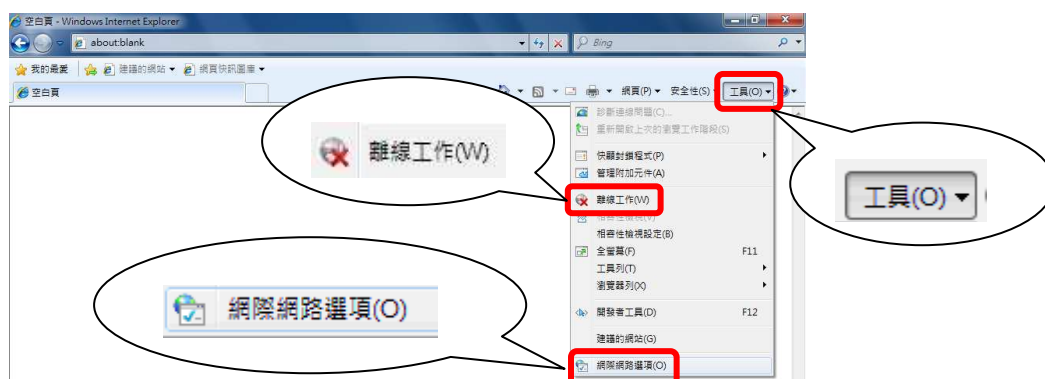 空白頁 - Windows Internet Explorer
about:blank
Bing
我的最愛 建議的網站 網頁快訊圖庫
空白頁
網頁(P) 安全性(S) 工具(O)
診斷連線問題(C)...
重新開啟上次的瀏覽工作階段(S)
快顯封鎖程式(P)
管理附加元件(A)
離線工作(W)
離線工作(W)
相容性檢視(V)
相容性檢視設定(B)
工具(O)
全螢幕(F) F11
工具列(T)
瀏覽器列(X)
網際網路選項(O)
開發者工具(D) F12
建議的網站(G)
網際網路選項(O)